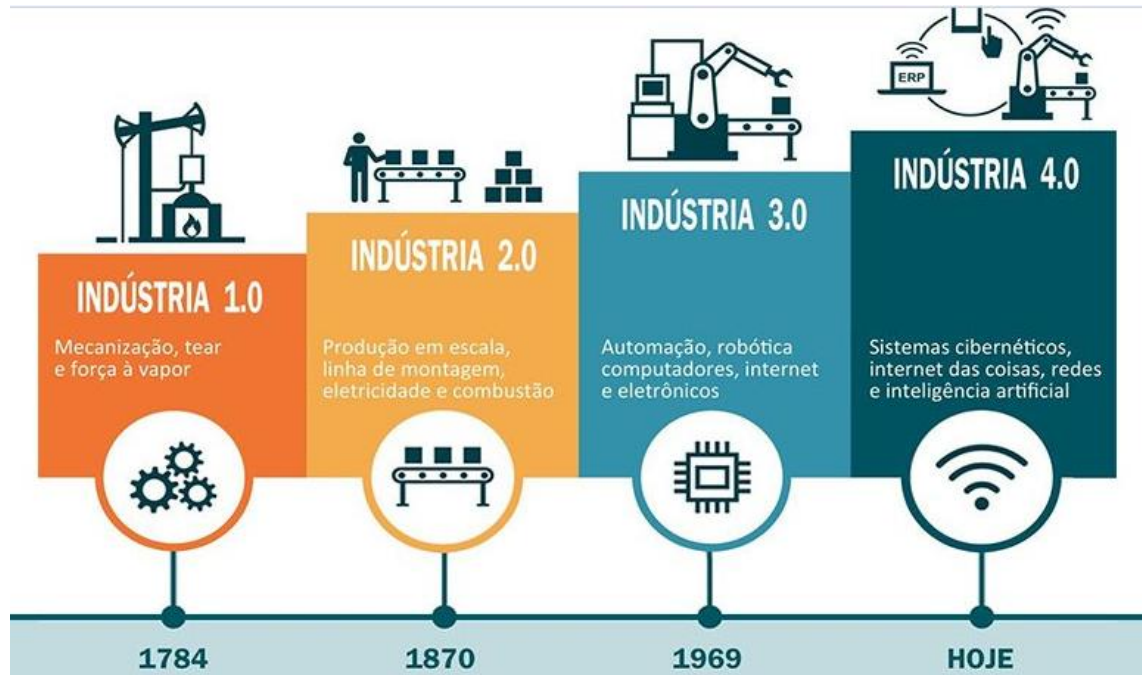 ERP
INDÚSTRIA 1.0
Mecanização, tear
e força à vapor
INDÚSTRIA 2.0
Produção em escala,
linha de montagem,
eletricidade e combustão
INDÚSTRIA 3.0
Automação, robótica
computadores, internet
e eletrônicos
INDÚSTRIA 4.0
Sistemas cibernéticos,
internet das coisas, redes
e inteligência artificial
1784
1870
1969
HOJE